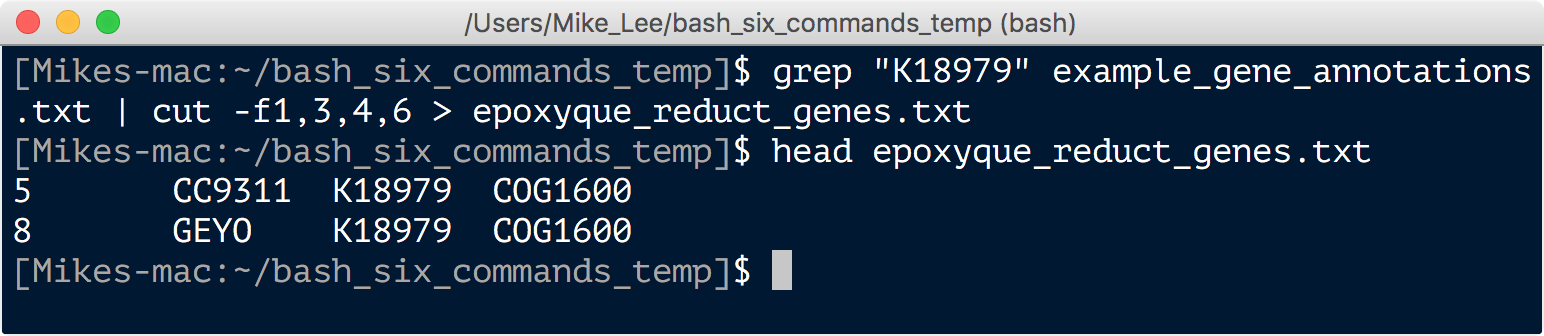 /Users/Mike_Lee/bash_six_commands_temp (bash)
[Mikes-mac:~/bash_six_commands_temp]$ grep "K18979" example_gene_annotations
.txt | cut -f1,3,4,6 > epoxyque_reduct_genes.txt
[Mikes-mac:~/bash_six_commands_temp]$ head epoxyque_reduct_genes.txt
5       CC9311  K18979  COG1600
8       GEYO    K18979  COG1600
[Mikes-mac:~/bash_six_commands_temp]$